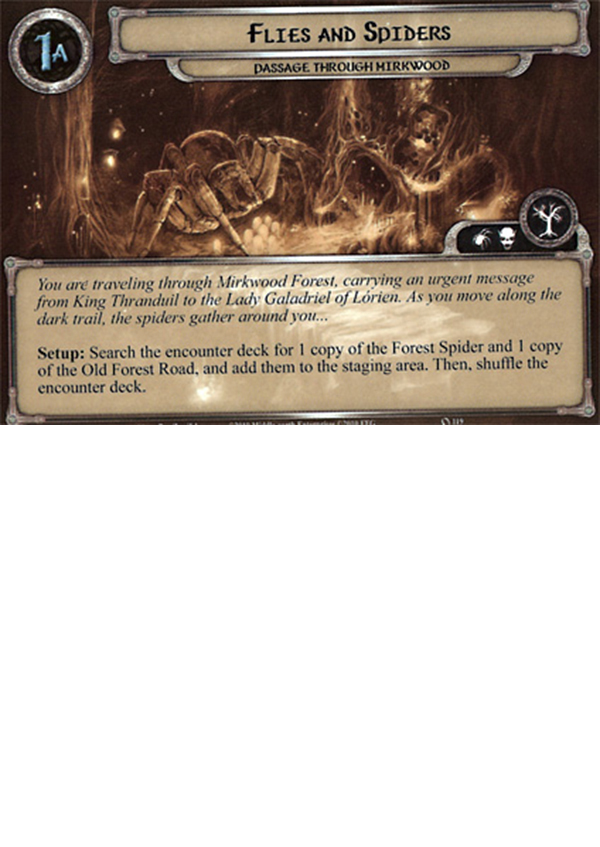 1A
FLIES AND SPIDERS
PASSAGE THROUGH MIRKWOOD
You are traveling through Mirkwood Forest, carrying an urgent message
from King Thranduil to the Lady Galadriel of Lórien. As you move along the
dark trail, the spiders gather around you...
Setup: Search the encounter deck for 1 copy of the Forest Spider and 1 copy
of the Old Forest Road, and add them to the staging area. Then, shuffle the
encounter deck.
119